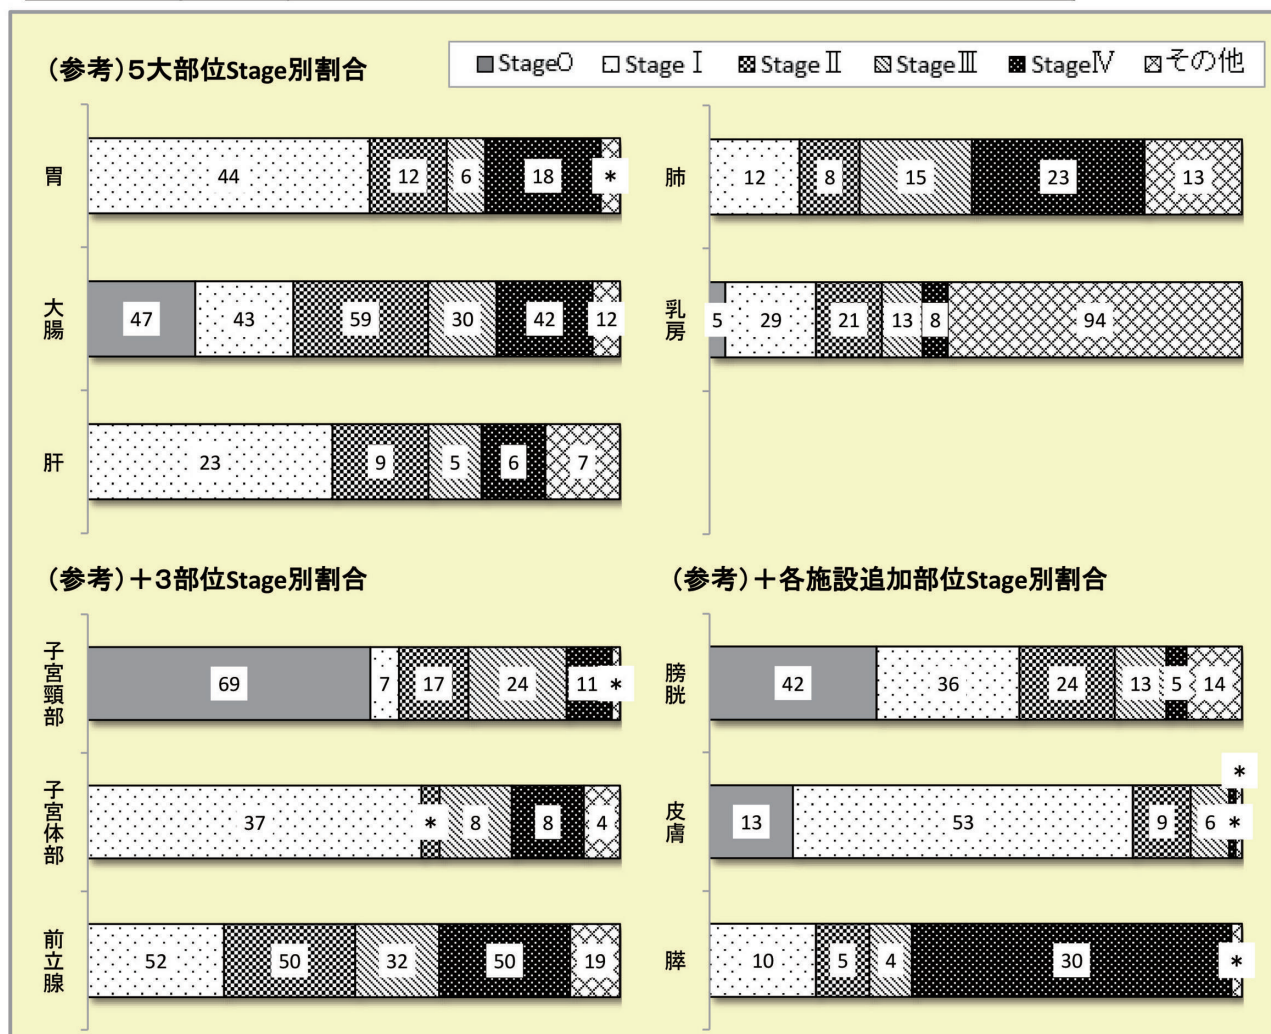 (参考)5大部位Stage別割合
Stage0 StageⅠ StageⅡ StageⅢ StageⅣ その他
胃 44 12 6 18 *
大腸 47 43 59 30 42 12
肝 23 9 5 6 7
肺 12 8 15 23 13
乳房 5 29 21 13 8 94
(参考)+3部位Stage別割合
子宮頸部 69 7 17 24 11 *
子宮体部 37 * 8 8 4
前立腺 52 50 32 50 19
(参考)+各施設追加部位Stage別割合
膀胱 42 36 24 13 5 14
*
皮膚 13 53 9 6 *
膵 10 5 4 30 *